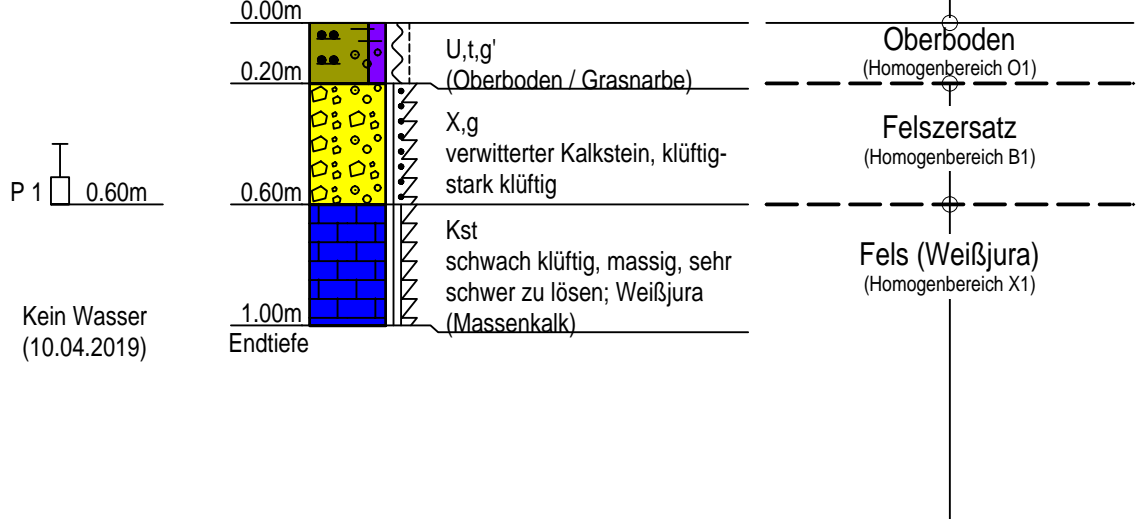 0.00m
U,t,g'
(Oberboden / Grasnarbe)
Oberboden
(Homogenbereich O1)
0.20m
X,g
verwitterter Kalkstein, klüftig-
stark klüftig
Felszersatz
(Homogenbereich B1)
P 1 0.60m
0.60m
Kst
schwach klüftig, massig, sehr
schwer zu lösen; Weißjura
(Massenkalk)
Fels (Weißjura)
(Homogenbereich X1)
Kein Wasser
(10.04.2019)
1.00m
Endtiefe